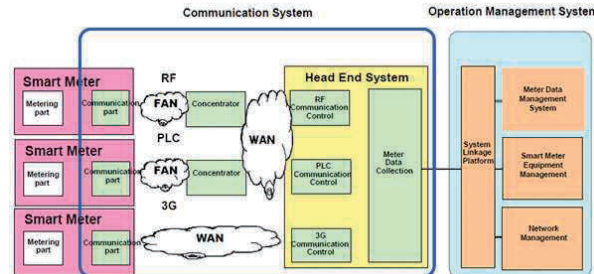 Communication System
Operation Management System
Smart Meter
Metering
part
Communication
part
RF
FAN
Concentrator
PLC
Smart Meter
Metering
part
Communication
part
FAN
Concentrator
3G
Smart Meter
Metering
part
Communication
part
WAN
WAN
Head End System
RF
Communication
Control
PLC
Communication
Control
3G
Communication
Control
Meter
Data
Collection
System
Linkage
Platform
Meter Data
Management
System
Smart Meter
Equipment
Management
Network
Management